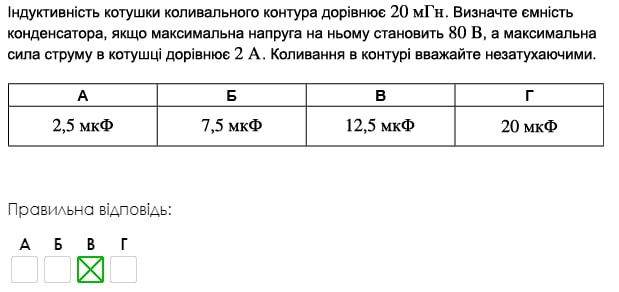 Індуктивність котушки коливального контура дорівнює 20 мГн. Визначте ємність
конденсатора, якщо максимальна напруга на ньому становить 80 В, а максимальна
сила струму в котушці дорівнює 2 А. Коливання в контурі вважайте незатухаючими.
А Б В Г
2,5 мкФ 7,5 мкФ 12,5 мкФ 20 мкФ
Правильна відповідь:
А Б В Г